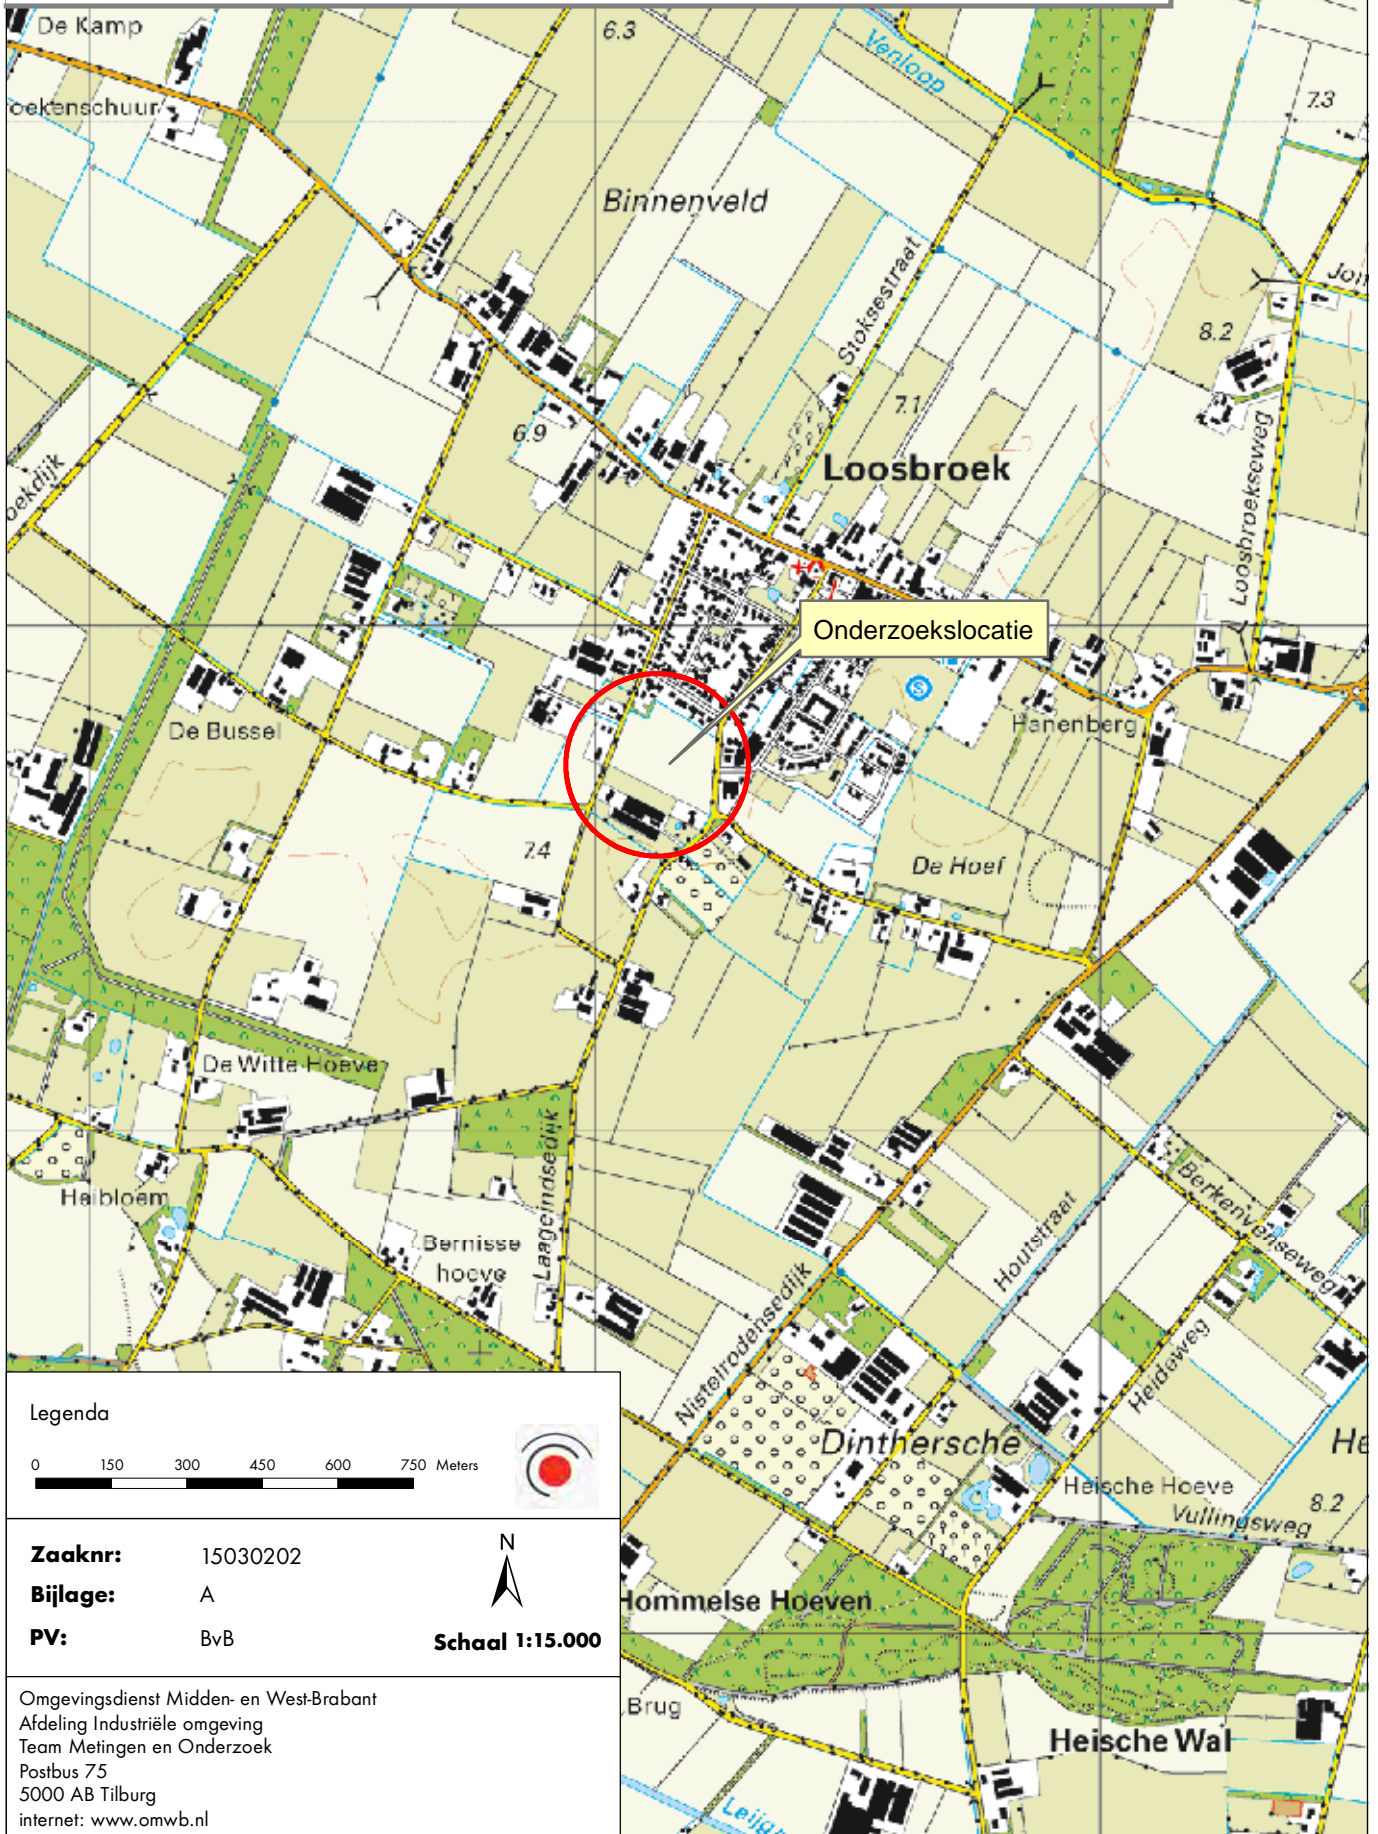 De Kamp
6.3
Venloop
7.3
oekenschuur
Binnenveld
Stoksestraat
8.2
7.1
6.9
Loosbroek
Loosbroekseweg
oekdijk
Onderzoekslocatie
S
De Bussel
Hanenberg
7.4
De Hoef
De Witte Hoeve
Laageindsedijk
Heibloem
Bernisse
hoeve
Berkenvenseweg
Houtstraat
Nistelrodensedijk
Heideweg
Dinthersche
He
Heische Hoeve
8.2
Vullingsweg
Hommelse Hoeven
Brug
Heische Wal
Legenda
0 150 300 450 600 750 Meters
Zaaknr: 15030202
Bijlage: A
PV: BvB
N
Schaal 1:15.000
Omgevingsdienst Midden- en West-Brabant
Afdeling Industriële omgeving
Team Metingen en Onderzoek
Postbus 75
5000 AB Tilburg
internet: www.omwb.nl